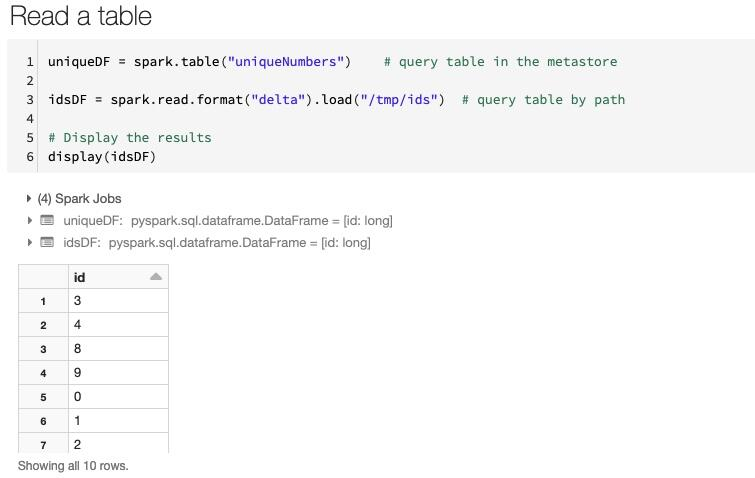 Read a table
1 uniqueDF = spark.table("uniqueNumbers")    # query table in the metastore
2
3 idsDF = spark.read.format("delta").load("/tmp/ids")  # query table by path
4
5 # Display the results
6 display(idsDF)
(4) Spark Jobs
uniqueDF: pyspark.sql.dataframe.DataFrame = [id: long]
idsDF: pyspark.sql.dataframe.DataFrame = [id: long]
id
1 3
2 4
3 8
4 9
5 0
6 1
7 2
Showing all 10 rows.